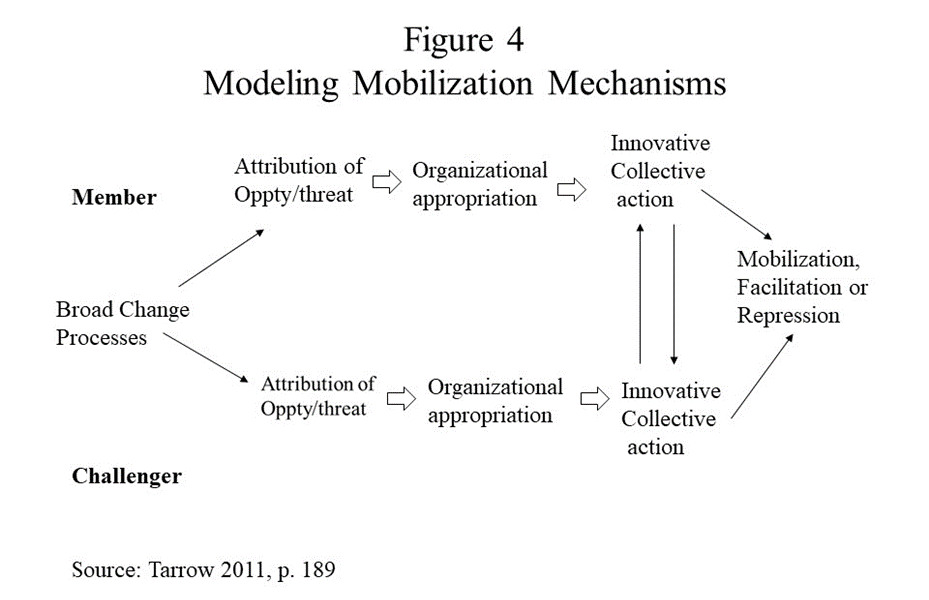 Figure 4
Modeling Mobilization Mechanisms
Member
Attribution of
Oppty/threat
Organizational
appropriation
Innovative
Collective
action
Broad Change
Processes
Mobilization,
Facilitation or
Repression
Attribution of
Oppty/threat
Organizational
appropriation
Innovative
Collective
action
Challenger
Source: Tarrow 2011, p. 189